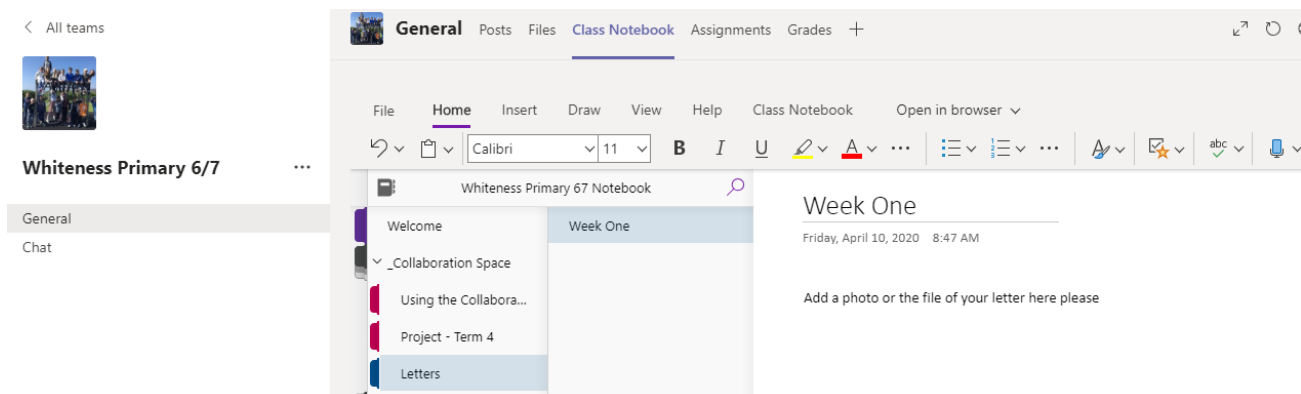 All teams
Whiteness Primary 6/7
General
Chat
General Posts Files Class Notebook Assignments Grades
File Home Insert Draw View Help Class Notebook Open in browser
Calibri 11 B I U A abc
Whiteness Primary 67 Notebook
Welcome
_Collaboration Space
Using the Collabora...
Project - Term 4
Letters
Week One
Week One
Friday, April 10, 2020 8:47 AM
Add a photo or the file of your letter here please